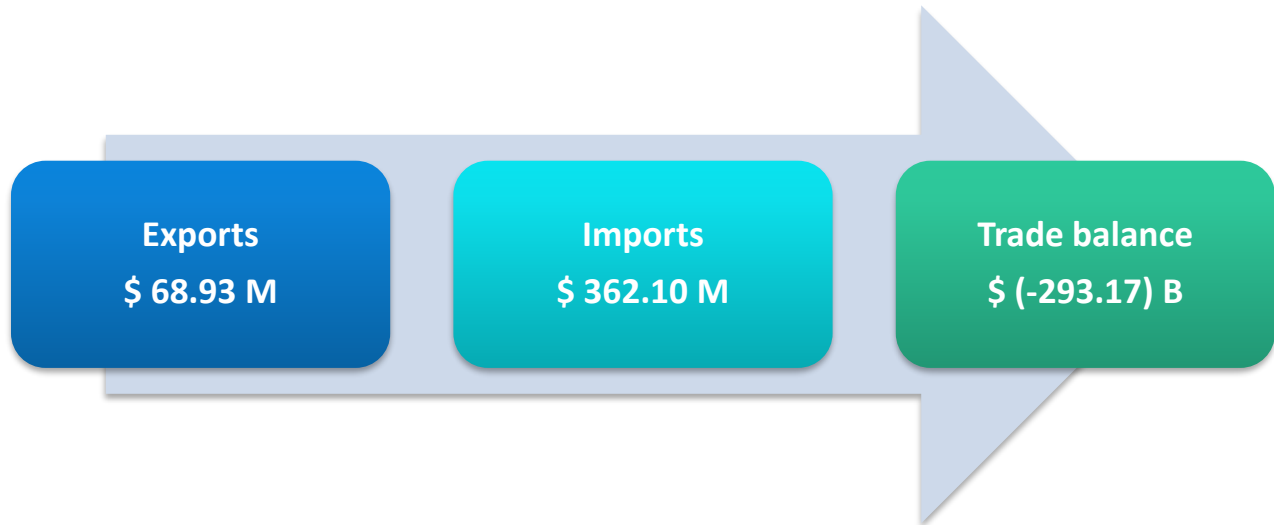 Exports
$ 68.93 M
Imports
$ 362.10 M
Trade balance
$ (-293.17) B